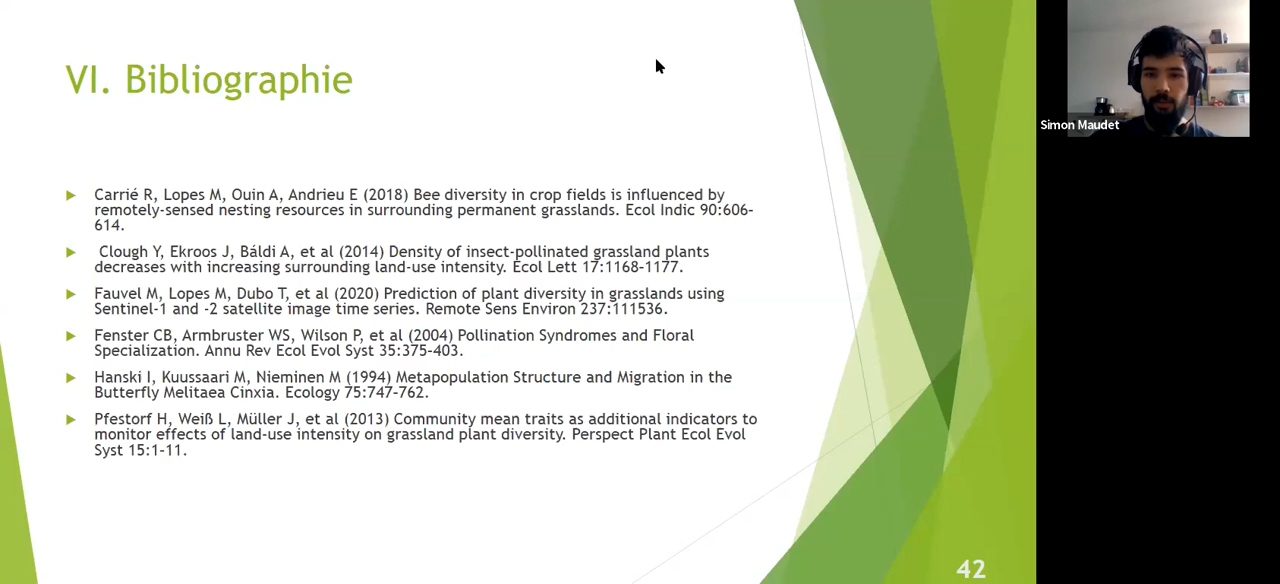 VI. Bibliographie
Carrié R, Lopes M, Ouin A, Andrieu E (2018) Bee diversity in crop fields is influenced by
remotely-sensed nesting resources in surrounding permanent grasslands. Ecol Indic 90:606-
614.
Clough Y, Ekroos J, Báldi A, et al (2014) Density of insect-pollinated grassland plants
decreases with increasing surrounding land-use intensity. Ecol Lett 17:1168-1177.
Fauvel M, Lopes M, Dubo T, et al (2020) Prediction of plant diversity in grasslands using
Sentinel-1 and -2 satellite image time series. Remote Sens Environ 237:111536.
Fenster CB, Armbruster WS, Wilson P, et al (2004) Pollination Syndromes and Floral
Specialization. Annu Rev Ecol Evol Syst 35:375-403.
Hanski I, Kuussaari M, Nieminen M (1994) Metapopulation Structure and Migration in the
Butterfly Melitaea Cinxia. Ecology 75:747-762.
Pfestorf H, Weiß L, Müller J, et al (2013) Community mean traits as additional indicators to
monitor effects of land-use intensity on grassland plant diversity. Perspect Plant Ecol Evol
Syst 15:1-11.
42
Simon Maudet